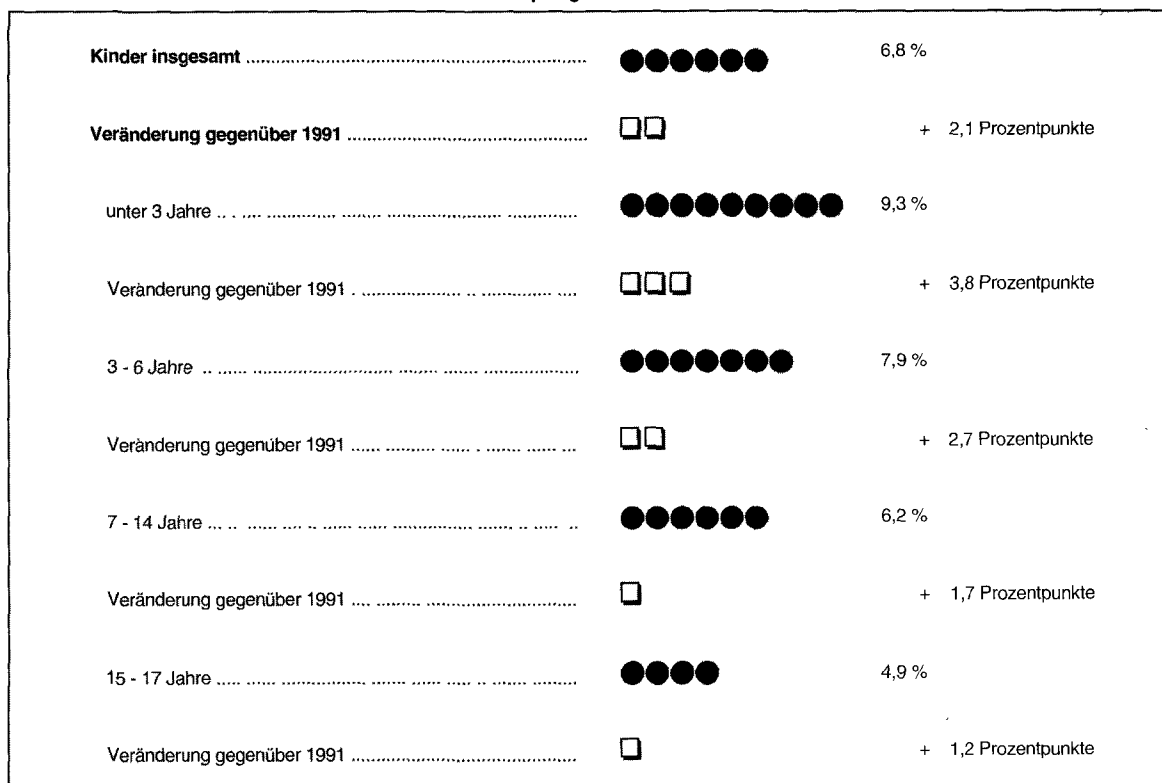 Kinder insgesamt 6,8 %
Veränderung gegenüber 1991 + 2,1 Prozentpunkte
unter 3 Jahre 9,3 %
Veränderung gegenüber 1991 + 3,8 Prozentpunkte
3 - 6 Jahre 7,9 %
Veränderung gegenüber 1991 + 2,7 Prozentpunkte
7 - 14 Jahre 6,2 %
Veränderung gegenüber 1991 + 1,7 Prozentpunkte
15 - 17 Jahre 4,9 %
Veränderung gegenüber 1991 + 1,2 Prozentpunkte